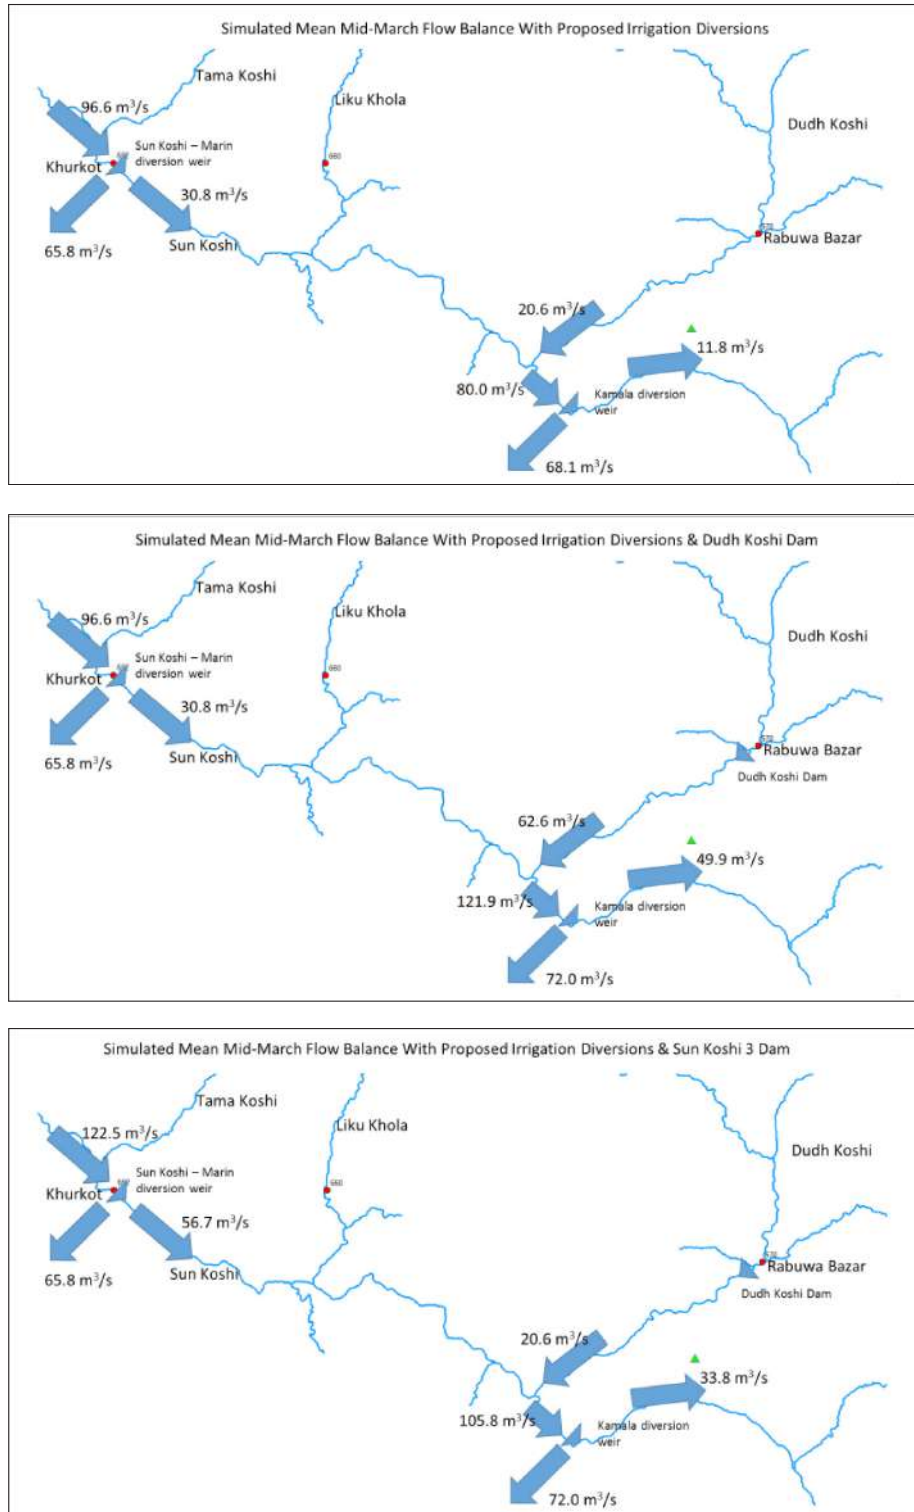 Simulated Mean Mid-March Flow Balance With Proposed Irrigation Diversions
Tama Koshi
96.6 m³/s
Liku Khola
Dudh Koshi
Sun Koshi – Marin
diversion weir
Khurkot
660
30.8 m³/s
65.8 m³/s
Sun Koshi
Rabuwa Bazar
20.6 m³/s
11.8 m³/s
80.0 m³/s
Kamala diversion
weir
68.1 m³/s
Simulated Mean Mid-March Flow Balance With Proposed Irrigation Diversions & Dudh Koshi Dam
Tama Koshi
96.6 m³/s
Liku Khola
Dudh Koshi
Sun Koshi – Marin
diversion weir
Khurkot
660
30.8 m³/s
65.8 m³/s
Sun Koshi
Rabuwa Bazar
Dudh Koshi Dam
62.6 m³/s
49.9 m³/s
121.9 m³/s
Kamala diversion
weir
72.0 m³/s
Simulated Mean Mid-March Flow Balance With Proposed Irrigation Diversions & Sun Koshi 3 Dam
Tama Koshi
122.5 m³/s
Liku Khola
Dudh Koshi
Sun Koshi – Marin
diversion weir
Khurkot
660
56.7 m³/s
65.8 m³/s
Sun Koshi
Rabuwa Bazar
Dudh Koshi Dam
20.6 m³/s
33.8 m³/s
105.8 m³/s
Kamala diversion
weir
72.0 m³/s